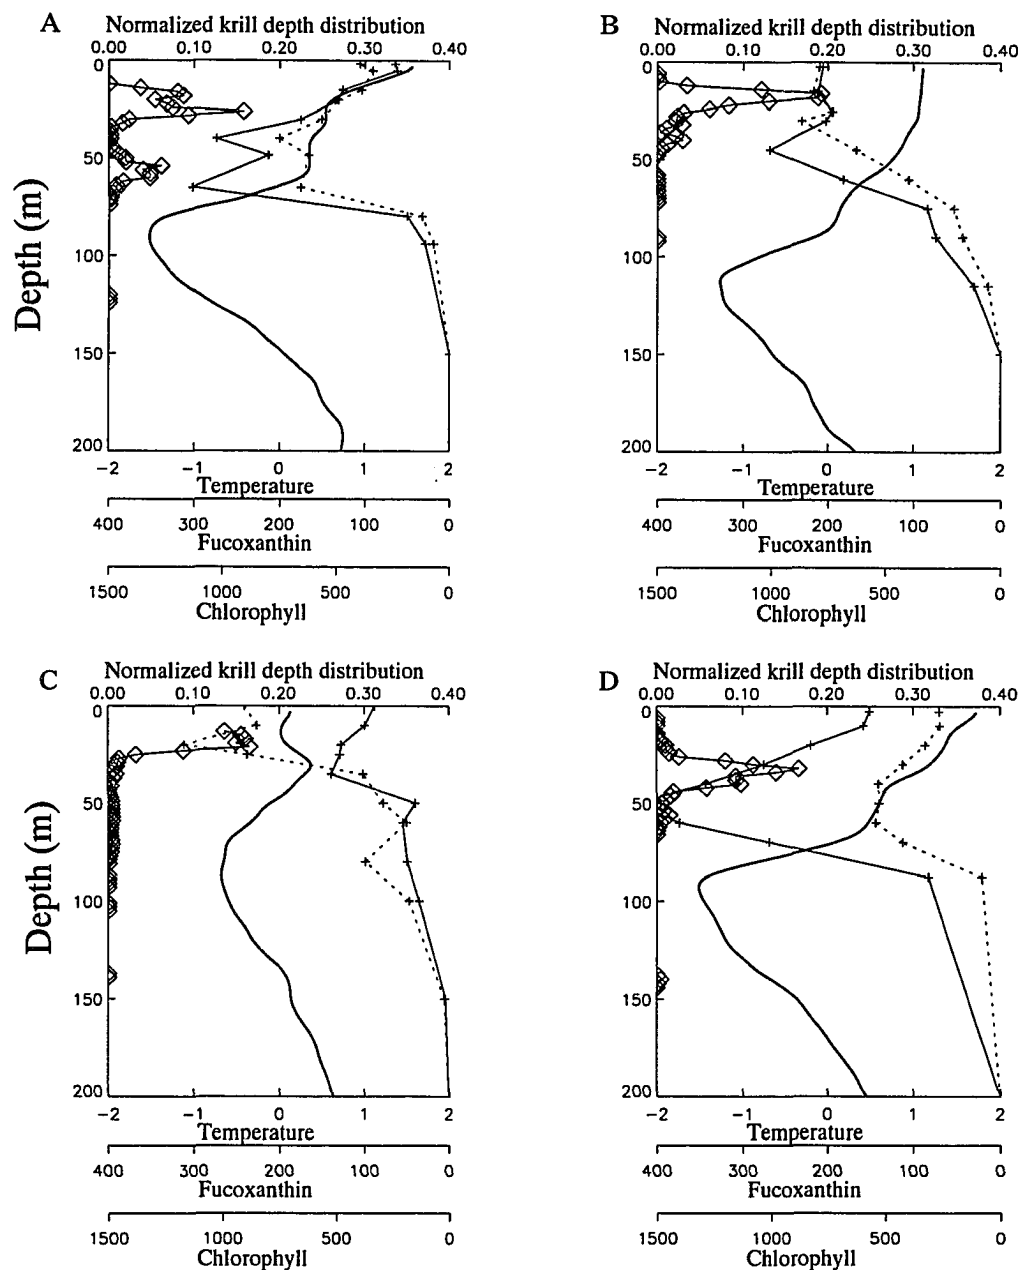 A
Normalized krill depth distribution
0.00 0.10 0.20 0.30 0.40
0
50
100
150
200
Depth (m)
−2 −1 0 1 2
Temperature
400 300 200 100 0
Fucoxanthin
1500 1000 500 0
Chlorophyll
B
Normalized krill depth distribution
0.00 0.10 0.20 0.30 0.40
0
50
100
150
200
−2 −1 0 1 2
Temperature
400 300 200 100 0
Fucoxanthin
1500 1000 500 0
Chlorophyll
C
Normalized krill depth distribution
0.00 0.10 0.20 0.30 0.40
0
50
100
150
200
Depth (m)
−2 −1 0 1 2
Temperature
400 300 200 100 0
Fucoxanthin
1500 1000 500 0
Chlorophyll
D
Normalized krill depth distribution
0.00 0.10 0.20 0.30 0.40
0
50
100
150
200
−2 −1 0 1 2
Temperature
400 300 200 100 0
Fucoxanthin
1500 1000 500 0
Chlorophyll